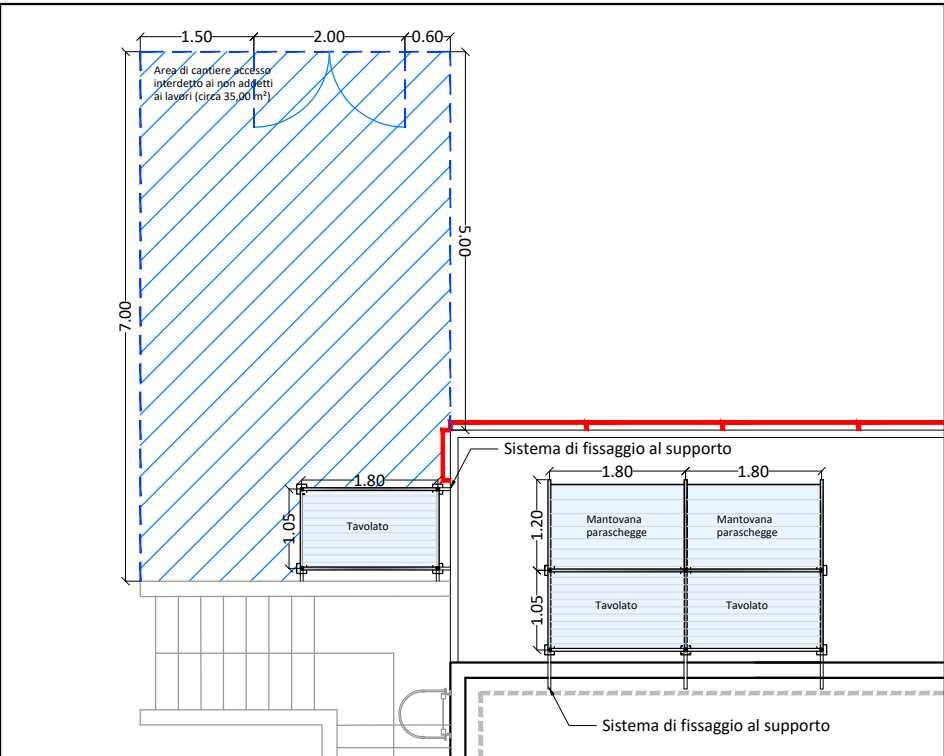 1.50
2.00
0.60
Area di cantiere accesso
interdetto ai non addetti
ai lavori (circa 35,00 m²)
5.00
7.00
Sistema di fissaggio al supporto
1.80
1.05
Tavolato
1.80
1.80
1.20
Mantovana
paraschegge
Mantovana
paraschegge
1.05
Tavolato
Tavolato
Sistema di fissaggio al supporto